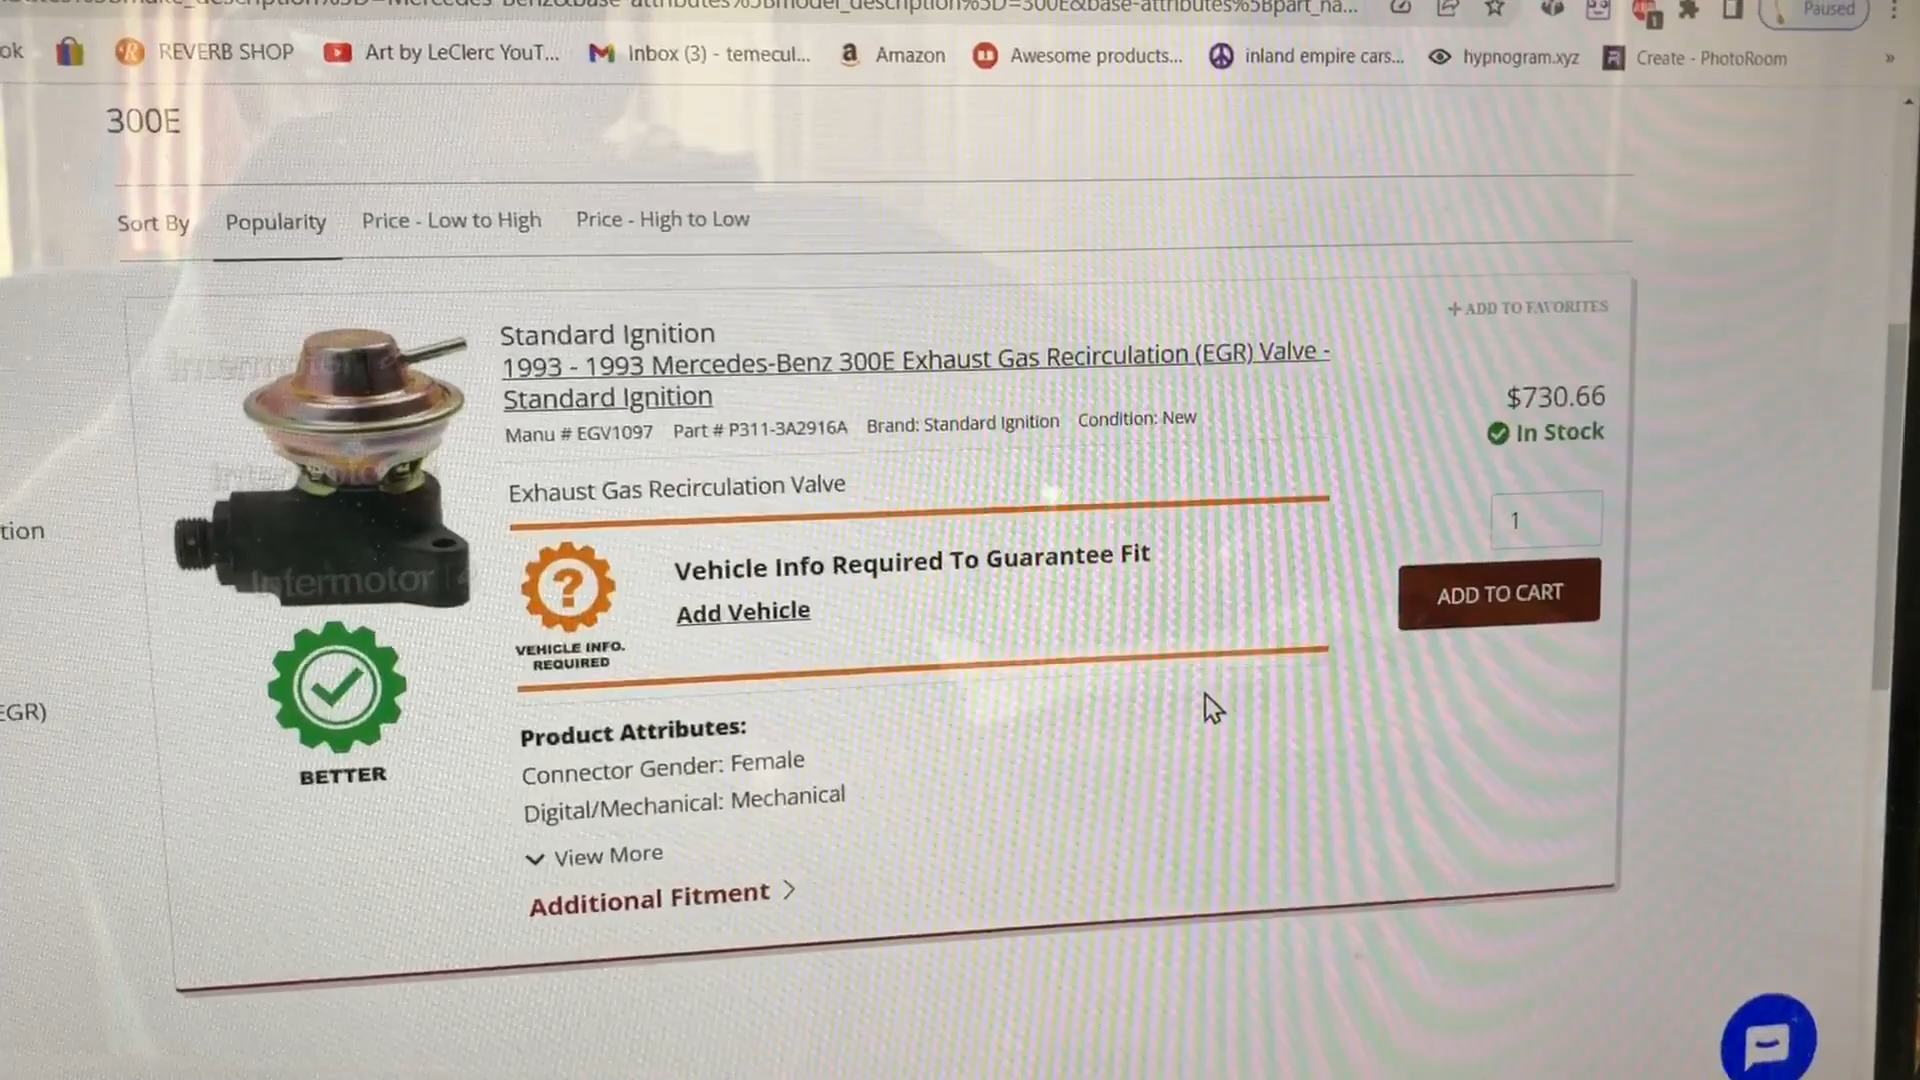 300E&base-attributes%5Bpart_na...
Paused
ok
REVERB SHOP
Art by LeClerc YouT...
Inbox (3) - temecul...
Amazon
Awesome products...
inland empire cars...
hypnogram.xyz
Create - PhotoRoom
»
300E
Sort By
Popularity
Price - Low to High
Price - High to Low
+ ADD TO FAVORITES
Standard Ignition
1993 - 1993 Mercedes-Benz 300E Exhaust Gas Recirculation (EGR) Valve -
Standard Ignition
Manu # EGV1097 Part # P311-3A2916A Brand: Standard Ignition Condition: New
$730.66
In Stock
Exhaust Gas Recirculation Valve
1
Vehicle Info Required To Guarantee Fit
Add Vehicle
VEHICLE INFO.
REQUIRED
ADD TO CART
Intermotor
BETTER
tion
EGR)
Product Attributes:
Connector Gender: Female
Digital/Mechanical: Mechanical
View More
Additional Fitment >